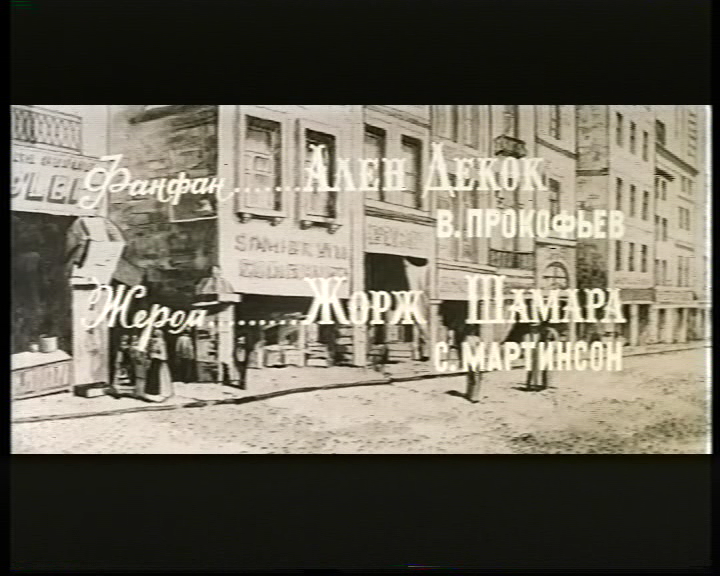 Фанфан.......Ален Декок
В. ПРОКОФЬЕВ
Жером.........Жорж Шамара
С. МАРТИНСОН